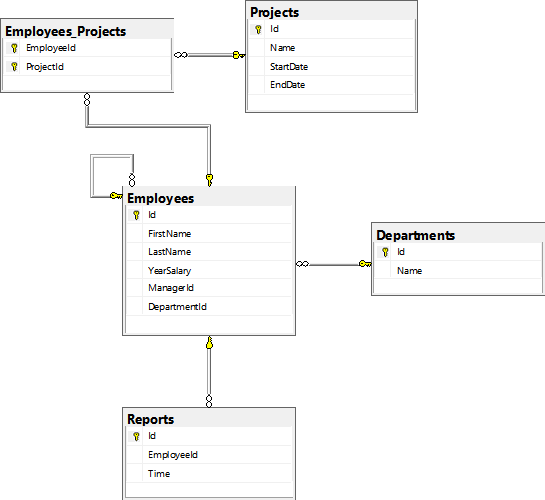 Employees_Projects
EmployeeId
ProjectId
Projects
Id
Name
StartDate
EndDate
Employees
Id
FirstName
LastName
YearSalary
ManagerId
DepartmentId
Departments
Id
Name
Reports
Id
EmployeeId
Time